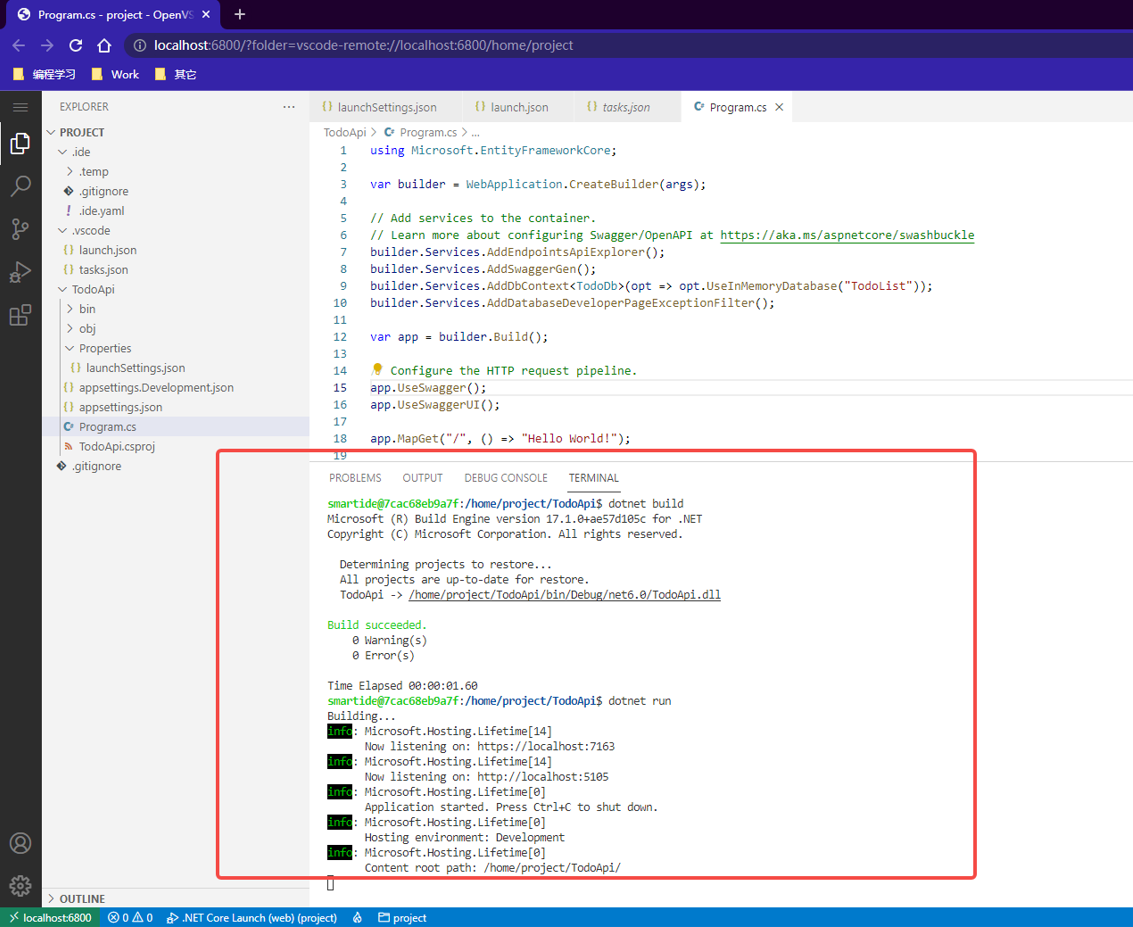 Program.cs - project - OpenVS
localhost:6800/?folder=vscode-remote://localhost:6800/home/project
编程学习 Work 其它
EXPLORER
PROJECT
.ide
.temp
.gitignore
.ide.yaml
.vscode
launch.json
tasks.json
TodoApi
bin
obj
Properties
launchSettings.json
appsettings.Development.json
appsettings.json
Program.cs
TodoApi.csproj
.gitignore
OUTLINE
launchSettings.json launch.json tasks.json Program.cs
TodoApi > Program.cs > ...
1 using Microsoft.EntityFrameworkCore;
2
3 var builder = WebApplication.CreateBuilder(args);
4
5 // Add services to the container.
6 // Learn more about configuring Swagger/OpenAPI at https://aka.ms/aspnetcore/swashbuckle
7 builder.Services.AddEndpointsApiExplorer();
8 builder.Services.AddSwaggerGen();
9 builder.Services.AddDbContext<TodoDb>(opt => opt.UseInMemoryDatabase("TodoList"));
10 builder.Services.AddDatabaseDeveloperPageExceptionFilter();
11
12 var app = builder.Build();
13
14 Configure the HTTP request pipeline.
15 app.UseSwagger();
16 app.UseSwaggerUI();
17
18 app.MapGet("/", () => "Hello World!");
19
PROBLEMS OUTPUT DEBUG CONSOLE TERMINAL
smartide@7cac68eb9a7f:/home/project/TodoApi$ dotnet build
Microsoft (R) Build Engine version 17.1.0+ae57d105c for .NET
Copyright (C) Microsoft Corporation. All rights reserved.
Determining projects to restore...
All projects are up-to-date for restore.
TodoApi -> /home/project/TodoApi/bin/Debug/net6.0/TodoApi.dll
Build succeeded.
0 Warning(s)
0 Error(s)
Time Elapsed 00:00:01.60
smartide@7cac68eb9a7f:/home/project/TodoApi$ dotnet run
Building...
info: Microsoft.Hosting.Lifetime[14]
Now listening on: https://localhost:7163
info: Microsoft.Hosting.Lifetime[14]
Now listening on: http://localhost:5105
info: Microsoft.Hosting.Lifetime[0]
Application started. Press Ctrl+C to shut down.
info: Microsoft.Hosting.Lifetime[0]
Hosting environment: Development
info: Microsoft.Hosting.Lifetime[0]
Content root path: /home/project/TodoApi/
localhost:6800 0 0 .NET Core Launch (web) (project) project